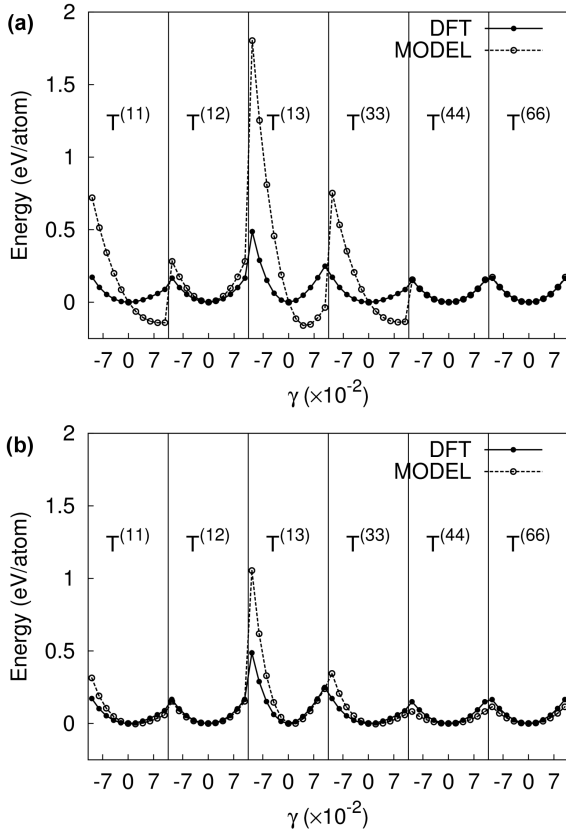 (a)
DFT
MODEL
T(11) T(12) T(13) T(33) T(44) T(66)
Energy (eV/atom)
2
1.5
1
0.5
0
-7 0 7 -7 0 7 -7 0 7 -7 0 7 -7 0 7 -7 0 7
γ (×10-2)
(b)
DFT
MODEL
T(11) T(12) T(13) T(33) T(44) T(66)
Energy (eV/atom)
2
1.5
1
0.5
0
-7 0 7 -7 0 7 -7 0 7 -7 0 7 -7 0 7 -7 0 7
γ (×10-2)